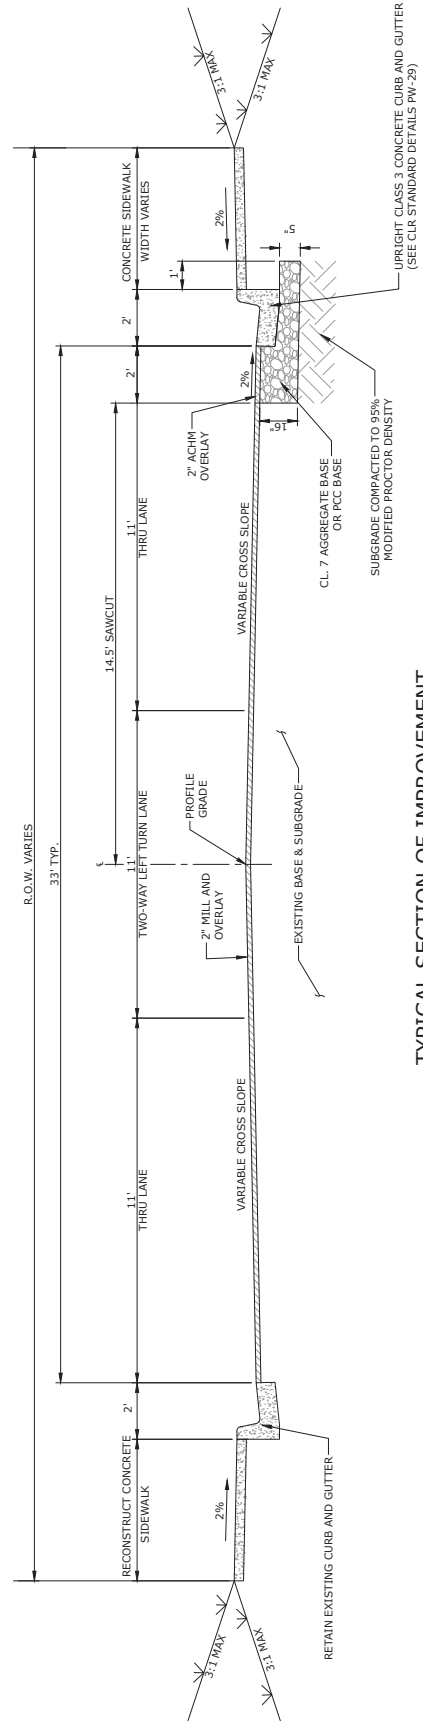 R.O.W. VARIES
33' TYP.
14.5' SAWCUT
RECONSTRUCT CONCRETE
SIDEWALK
2'
11'
THRU LANE
11'
TWO-WAY LEFT TURN LANE
11'
THRU LANE
2'
2'
CONCRETE SIDEWALK
WIDTH VARIES
1'
3:1 MAX
3:1 MAX
2%
VARIABLE CROSS SLOPE
2" MILL AND
OVERLAY
PROFILE
GRADE
VARIABLE CROSS SLOPE
2" ACHM
OVERLAY
2%
2%
3:1 MAX
3:1 MAX
16"
5"
RETAIN EXISTING CURB AND GUTTER
EXISTING BASE & SUBGRADE
CL. 7 AGGREGATE BASE
OR PCC BASE
SUBGRADE COMPACTED TO 95%
MODIFIED PROCTOR DENSITY
UPRIGHT CLASS 3 CONCRETE CURB AND GUTTER
(SEE CLR STANDARD DETAILS PW-29)
TYPICAL SECTION OF IMPROVEMENT